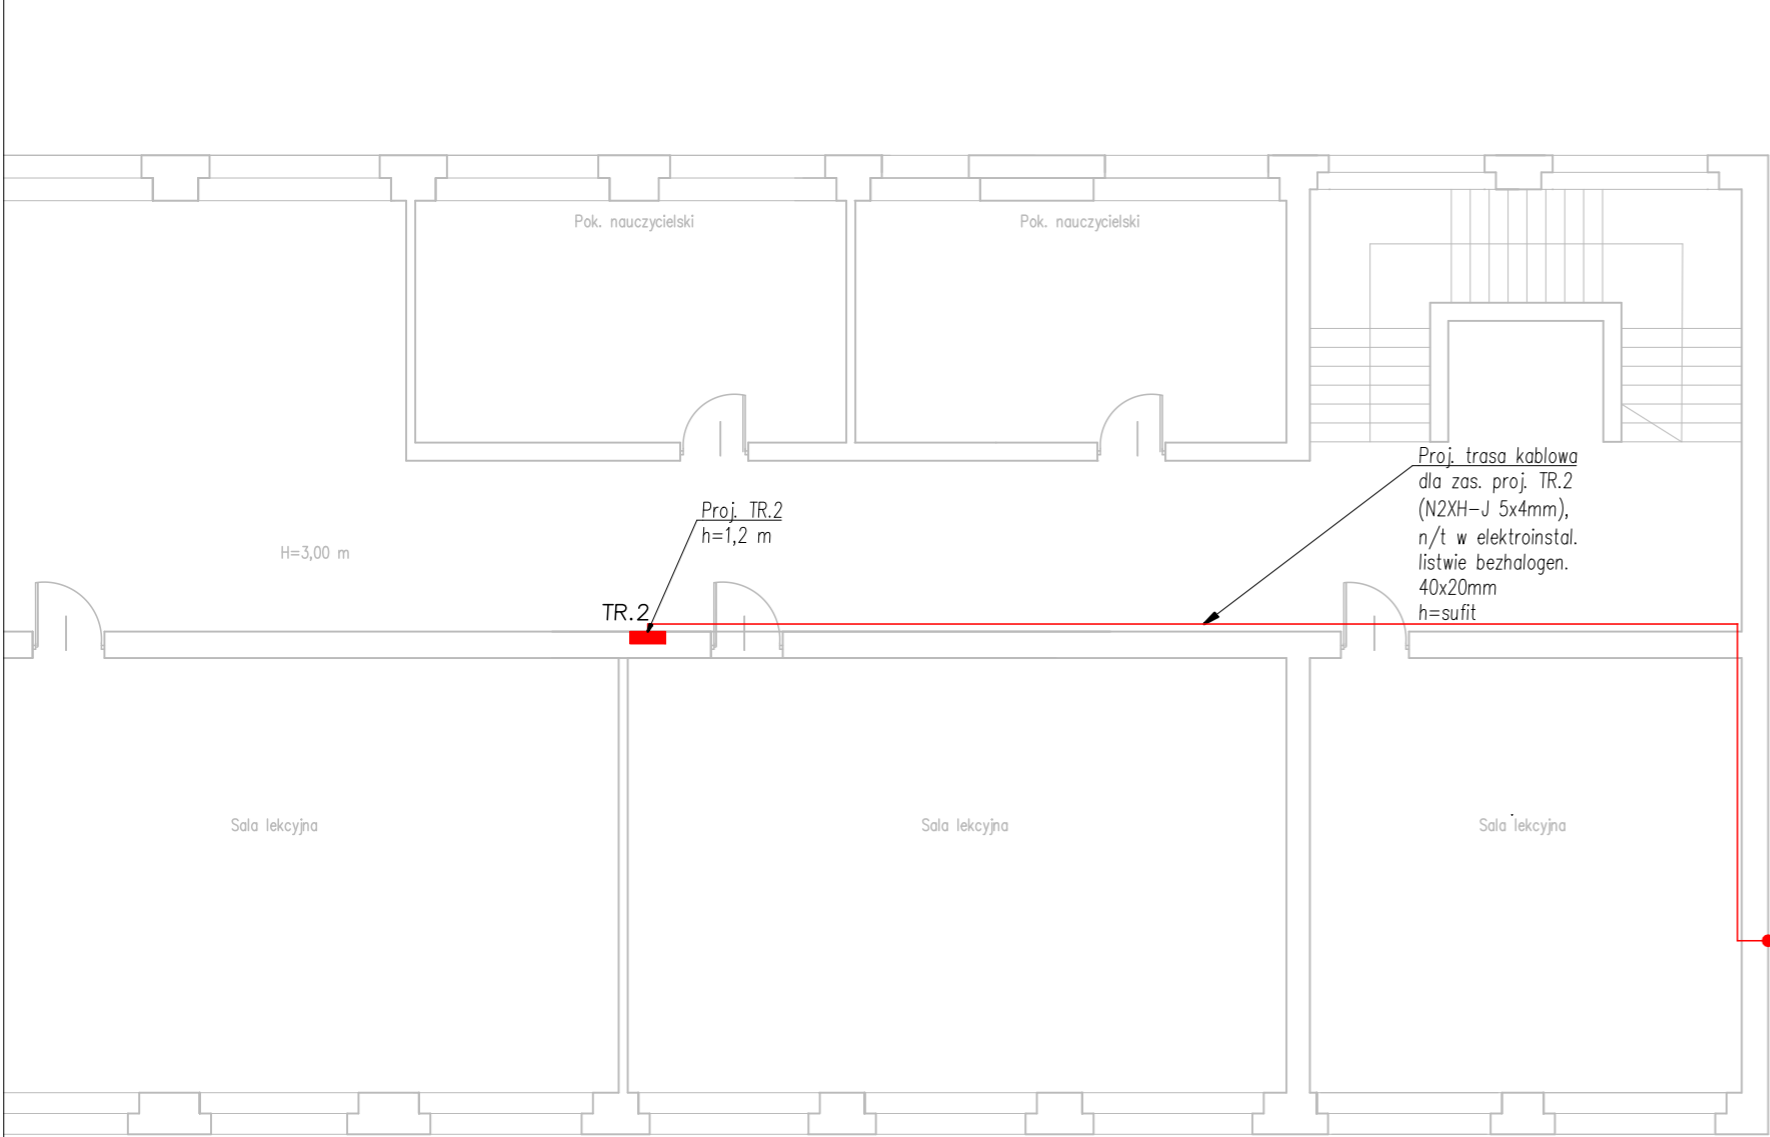 Pok. nauczycielski
Pok. nauczycielski
Proj. trasa kablowa
dla zas. proj. TR.2
(N2XH-J 5x4mm),
n/t w elektroinstal.
listwie bezhalogen.
40x20mm
h=sufit
Proj. TR.2
h=1,2 m
H=3,00 m
TR.2
Sala lekcyjna
Sala lekcyjna
Sala lekcyjna